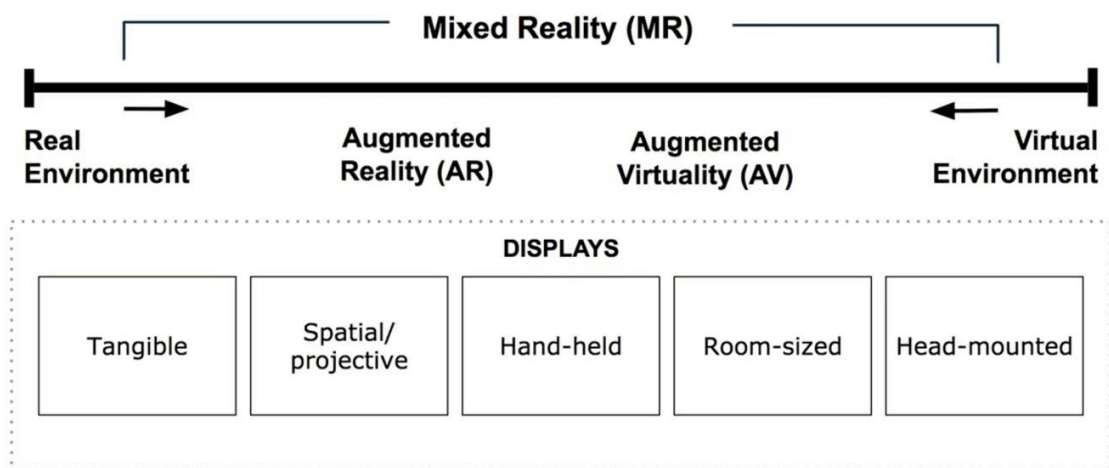 Mixed Reality (MR)
Real
Environment
Augmented
Reality (AR)
Augmented
Virtuality (AV)
Virtual
Environment
DISPLAYS
Tangible
Spatial/
projective
Hand-held
Room-sized
Head-mounted